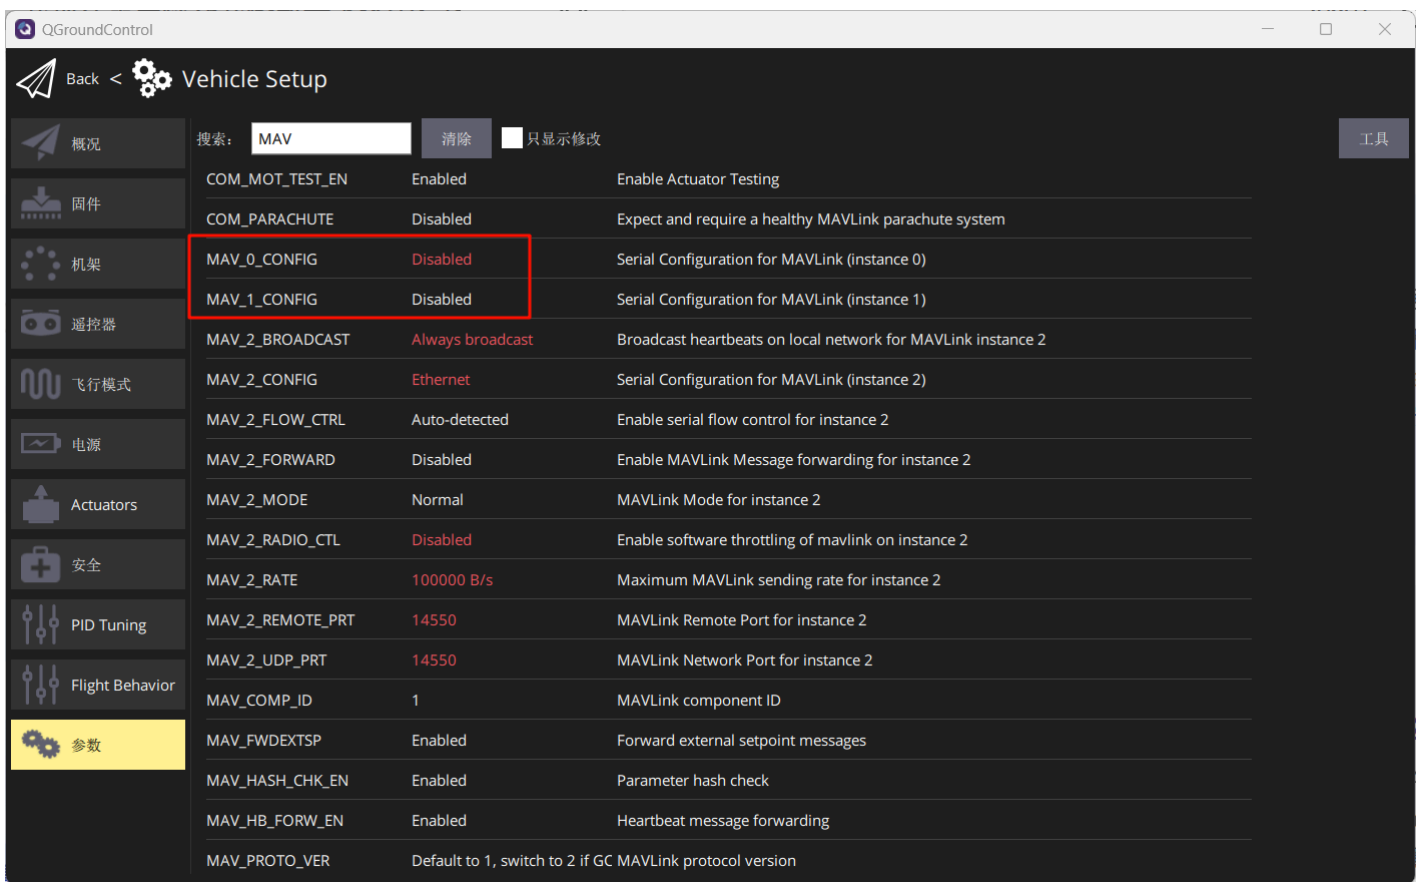 QGroundControl
Back < Vehicle Setup
概况
固件
机架
遥控器
飞行模式
电源
Actuators
安全
PID Tuning
Flight Behavior
参数
搜索: MAV 清除 只显示修改 工具
COM_MOT_TEST_EN Enabled Enable Actuator Testing
COM_PARACHUTE Disabled Expect and require a healthy MAVLink parachute system
MAV_0_CONFIG Disabled Serial Configuration for MAVLink (instance 0)
MAV_1_CONFIG Disabled Serial Configuration for MAVLink (instance 1)
MAV_2_BROADCAST Always broadcast Broadcast heartbeats on local network for MAVLink instance 2
MAV_2_CONFIG Ethernet Serial Configuration for MAVLink (instance 2)
MAV_2_FLOW_CTRL Auto-detected Enable serial flow control for instance 2
MAV_2_FORWARD Disabled Enable MAVLink Message forwarding for instance 2
MAV_2_MODE Normal MAVLink Mode for instance 2
MAV_2_RADIO_CTL Disabled Enable software throttling of mavlink on instance 2
MAV_2_RATE 100000 B/s Maximum MAVLink sending rate for instance 2
MAV_2_REMOTE_PRT 14550 MAVLink Remote Port for instance 2
MAV_2_UDP_PRT 14550 MAVLink Network Port for instance 2
MAV_COMP_ID 1 MAVLink component ID
MAV_FWDEXTSP Enabled Forward external setpoint messages
MAV_HASH_CHK_EN Enabled Parameter hash check
MAV_HB_FORW_EN Enabled Heartbeat message forwarding
MAV_PROTO_VER Default to 1, switch to 2 if GC MAVLink protocol version